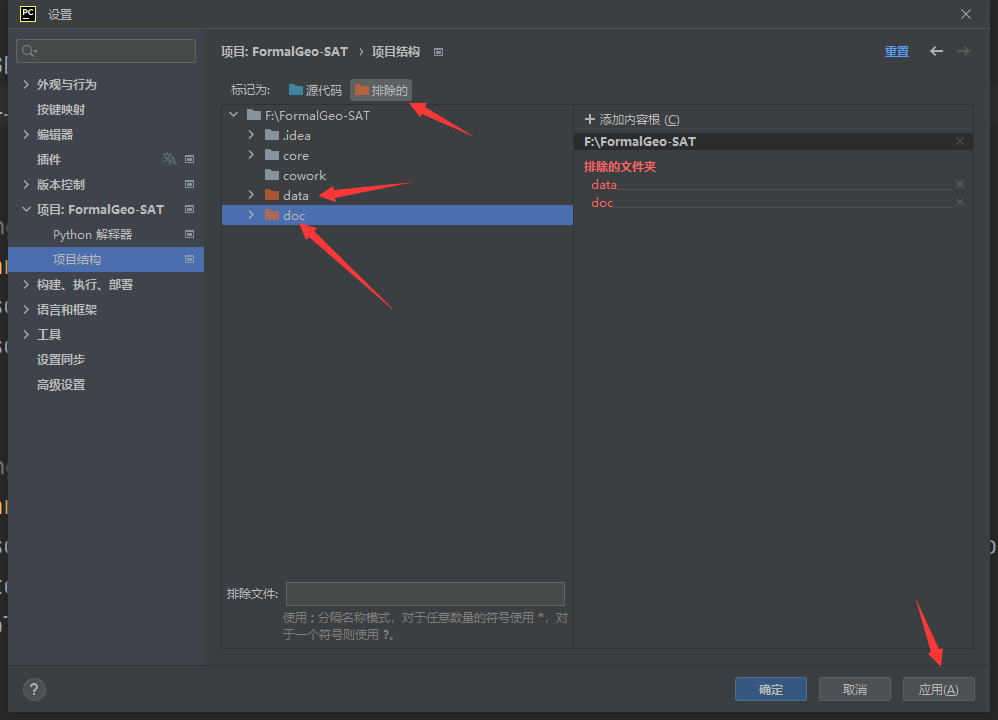 PC 设置
项目: FormalGeo-SAT › 项目结构
重置
外观与行为
按键映射
编辑器
插件
版本控制
项目: FormalGeo-SAT
Python 解释器
项目结构
构建、执行、部署
语言和框架
工具
设置同步
高级设置
标记为: 源代码 排除的
F:\FormalGeo-SAT
.idea
core
cowork
data
doc
添加内容根 (C)
F:\FormalGeo-SAT
排除的文件夹
data
doc
排除文件:
使用 ; 分隔名称模式，对于任意数量的符号使用 *，对
于一个符号则使用 ?。
? 确定 取消 应用(A)